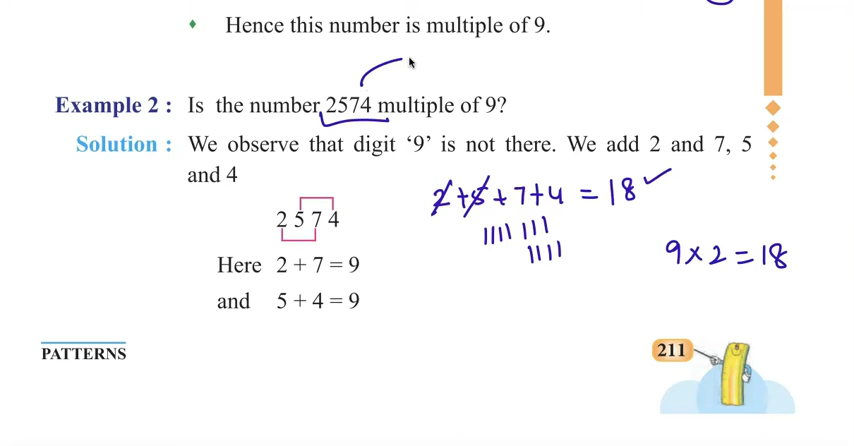 Hence this number is multiple of 9.
Example 2 : Is the number 2574 multiple of 9?
Solution : We observe that digit ‘9’ is not there. We add 2 and 7, 5
and 4
2+5+7+4 = 18 ✓
2 5 7 4
9 × 2 = 18
Here 2 + 7 = 9
and 5 + 4 = 9
PATTERNS
211